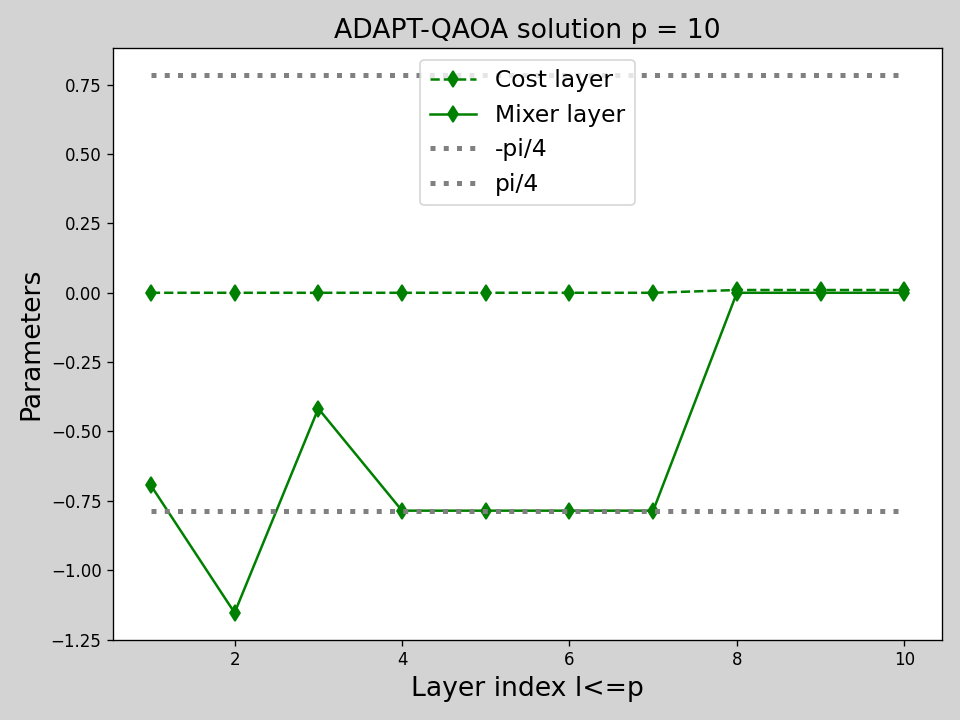 ADAPT-QAOA solution p = 10
Cost layer
Mixer layer
-pi/4
pi/4
0.75
0.50
0.25
0.00
−0.25
−0.50
−0.75
−1.00
−1.25
Parameters
2 4 6 8 10
Layer index l<=p